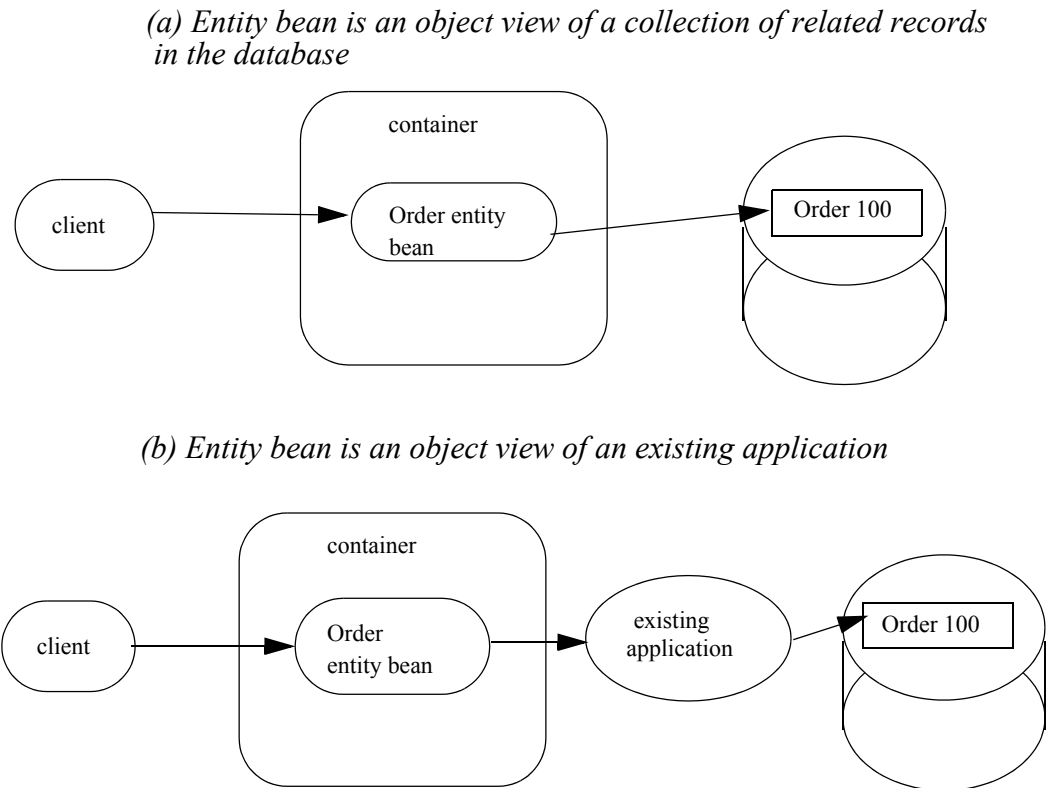 (a) Entity bean is an object view of a collection of related records
in the database
container
client
Order entity
bean
Order 100
(b) Entity bean is an object view of an existing application
container
client
Order
entity bean
existing
application
Order 100